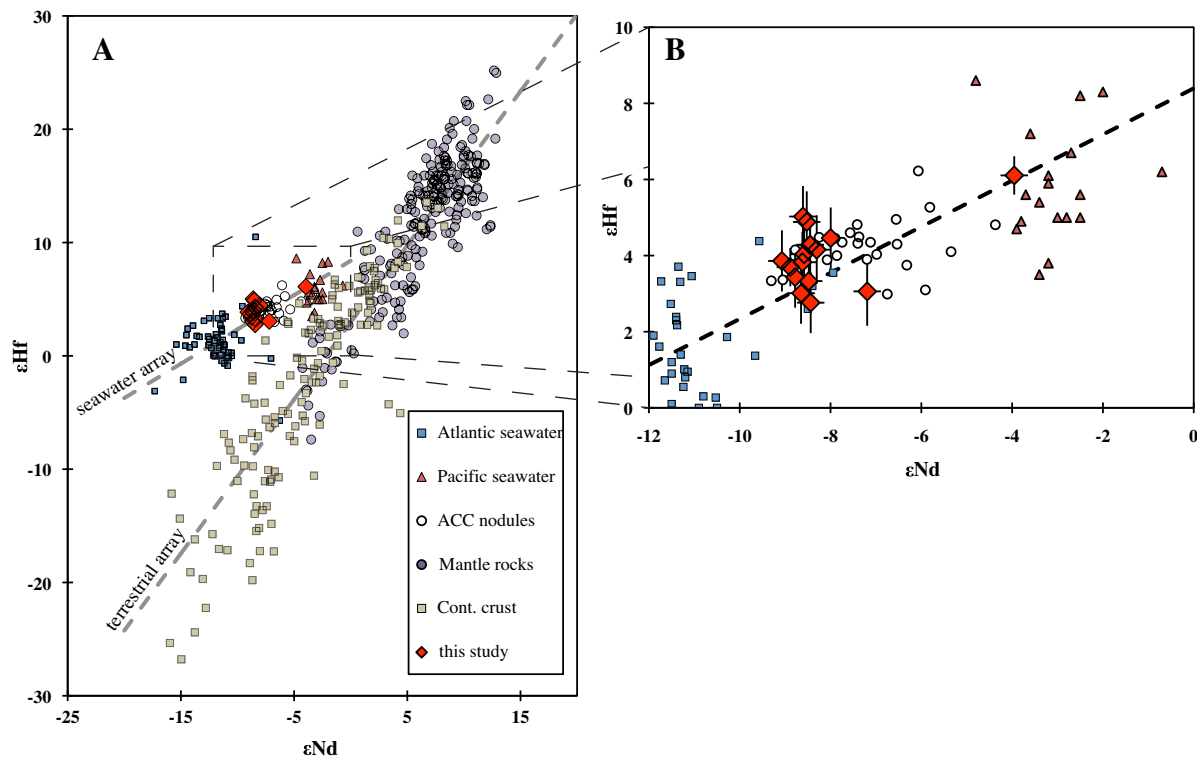 A
30
20
10
0
-10
-20
-30
εHf
-25
-15
-5
5
15
εNd
seawater array
terrestrial array
Atlantic seawater
Pacific seawater
ACC nodules
Mantle rocks
Cont. crust
this study
B
10
8
6
4
2
0
εHf
-12
-10
-8
-6
-4
-2
0
εNd